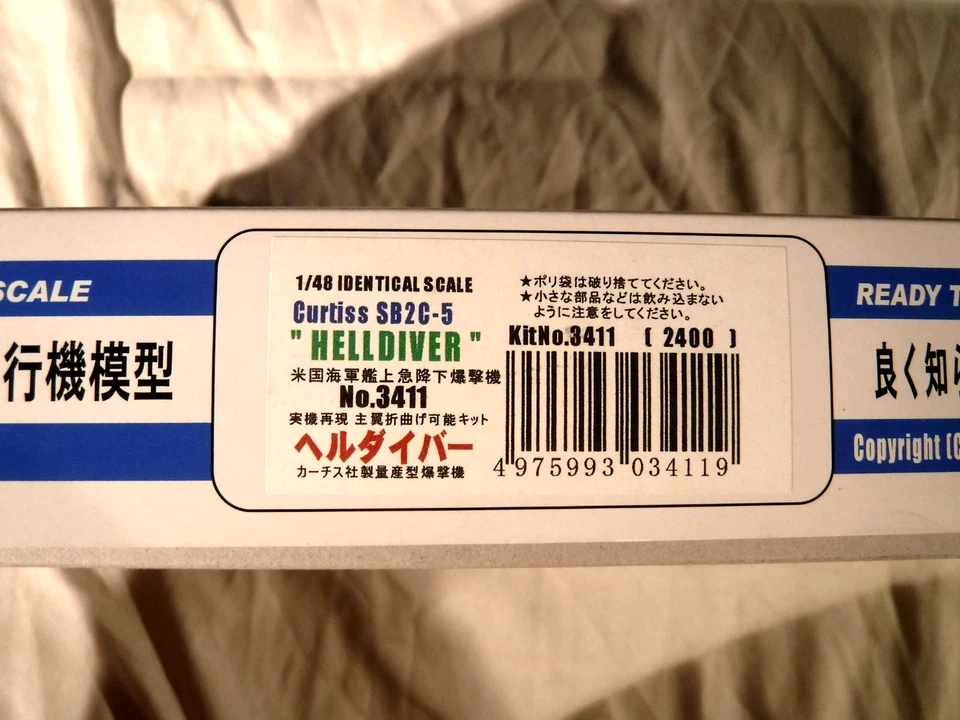 SCALE
行機模型
1/48 IDENTICAL SCALE
Curtiss SB2C-5
" HELLDIVER "
米国海軍艦上急降下爆撃機
No.3411
実機再現 主翼折曲げ可能キット
ヘルダイバー
カーチス社製量産型爆撃機
★ポリ袋は破り捨ててください。
★小さな部品などは飲み込まない
ように注意をしてください。
KitNo.3411 [ 2400 ]
4 975993 034119
READY T
良く知ら
Copyright (C